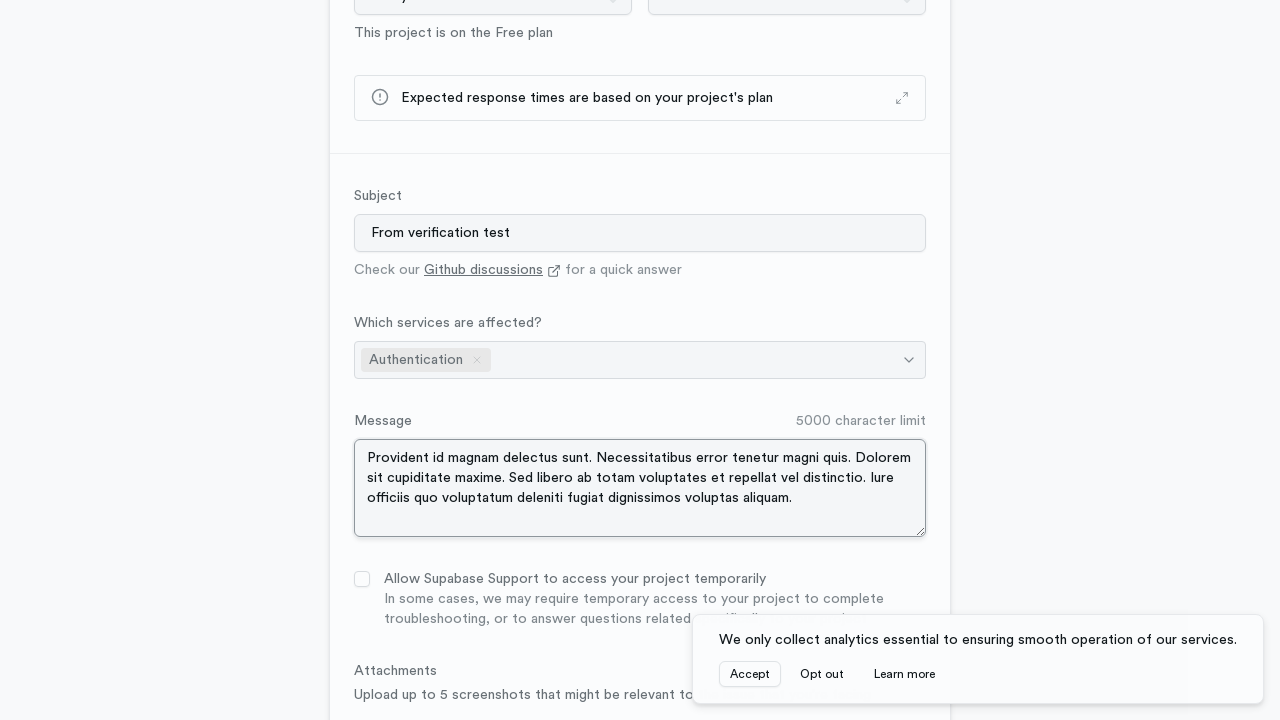 This project is on the Free plan
Expected response times are based on your project's plan
Subject
From verification test
Check our Github discussions for a quick answer
Which services are affected?
Authentication
Message
5000 character limit
Provident id magnam delectus sunt. Necessitatibus error tenetur magni quis. Dolorem
sit cupiditate maxime. Sed libero ab totam voluptates et repellat vel distinctio. Iure
officiis quo voluptatum deleniti fugiat dignissimos voluptas aliquam.
Allow Supabase Support to access your project temporarily
In some cases, we may require temporary access to your project to complete
troubleshooting, or to answer questions related
Attachments
Upload up to 5 screenshots that might be relevant to
We only collect analytics essential to ensuring smooth operation of our services.
Accept
Opt out
Learn more